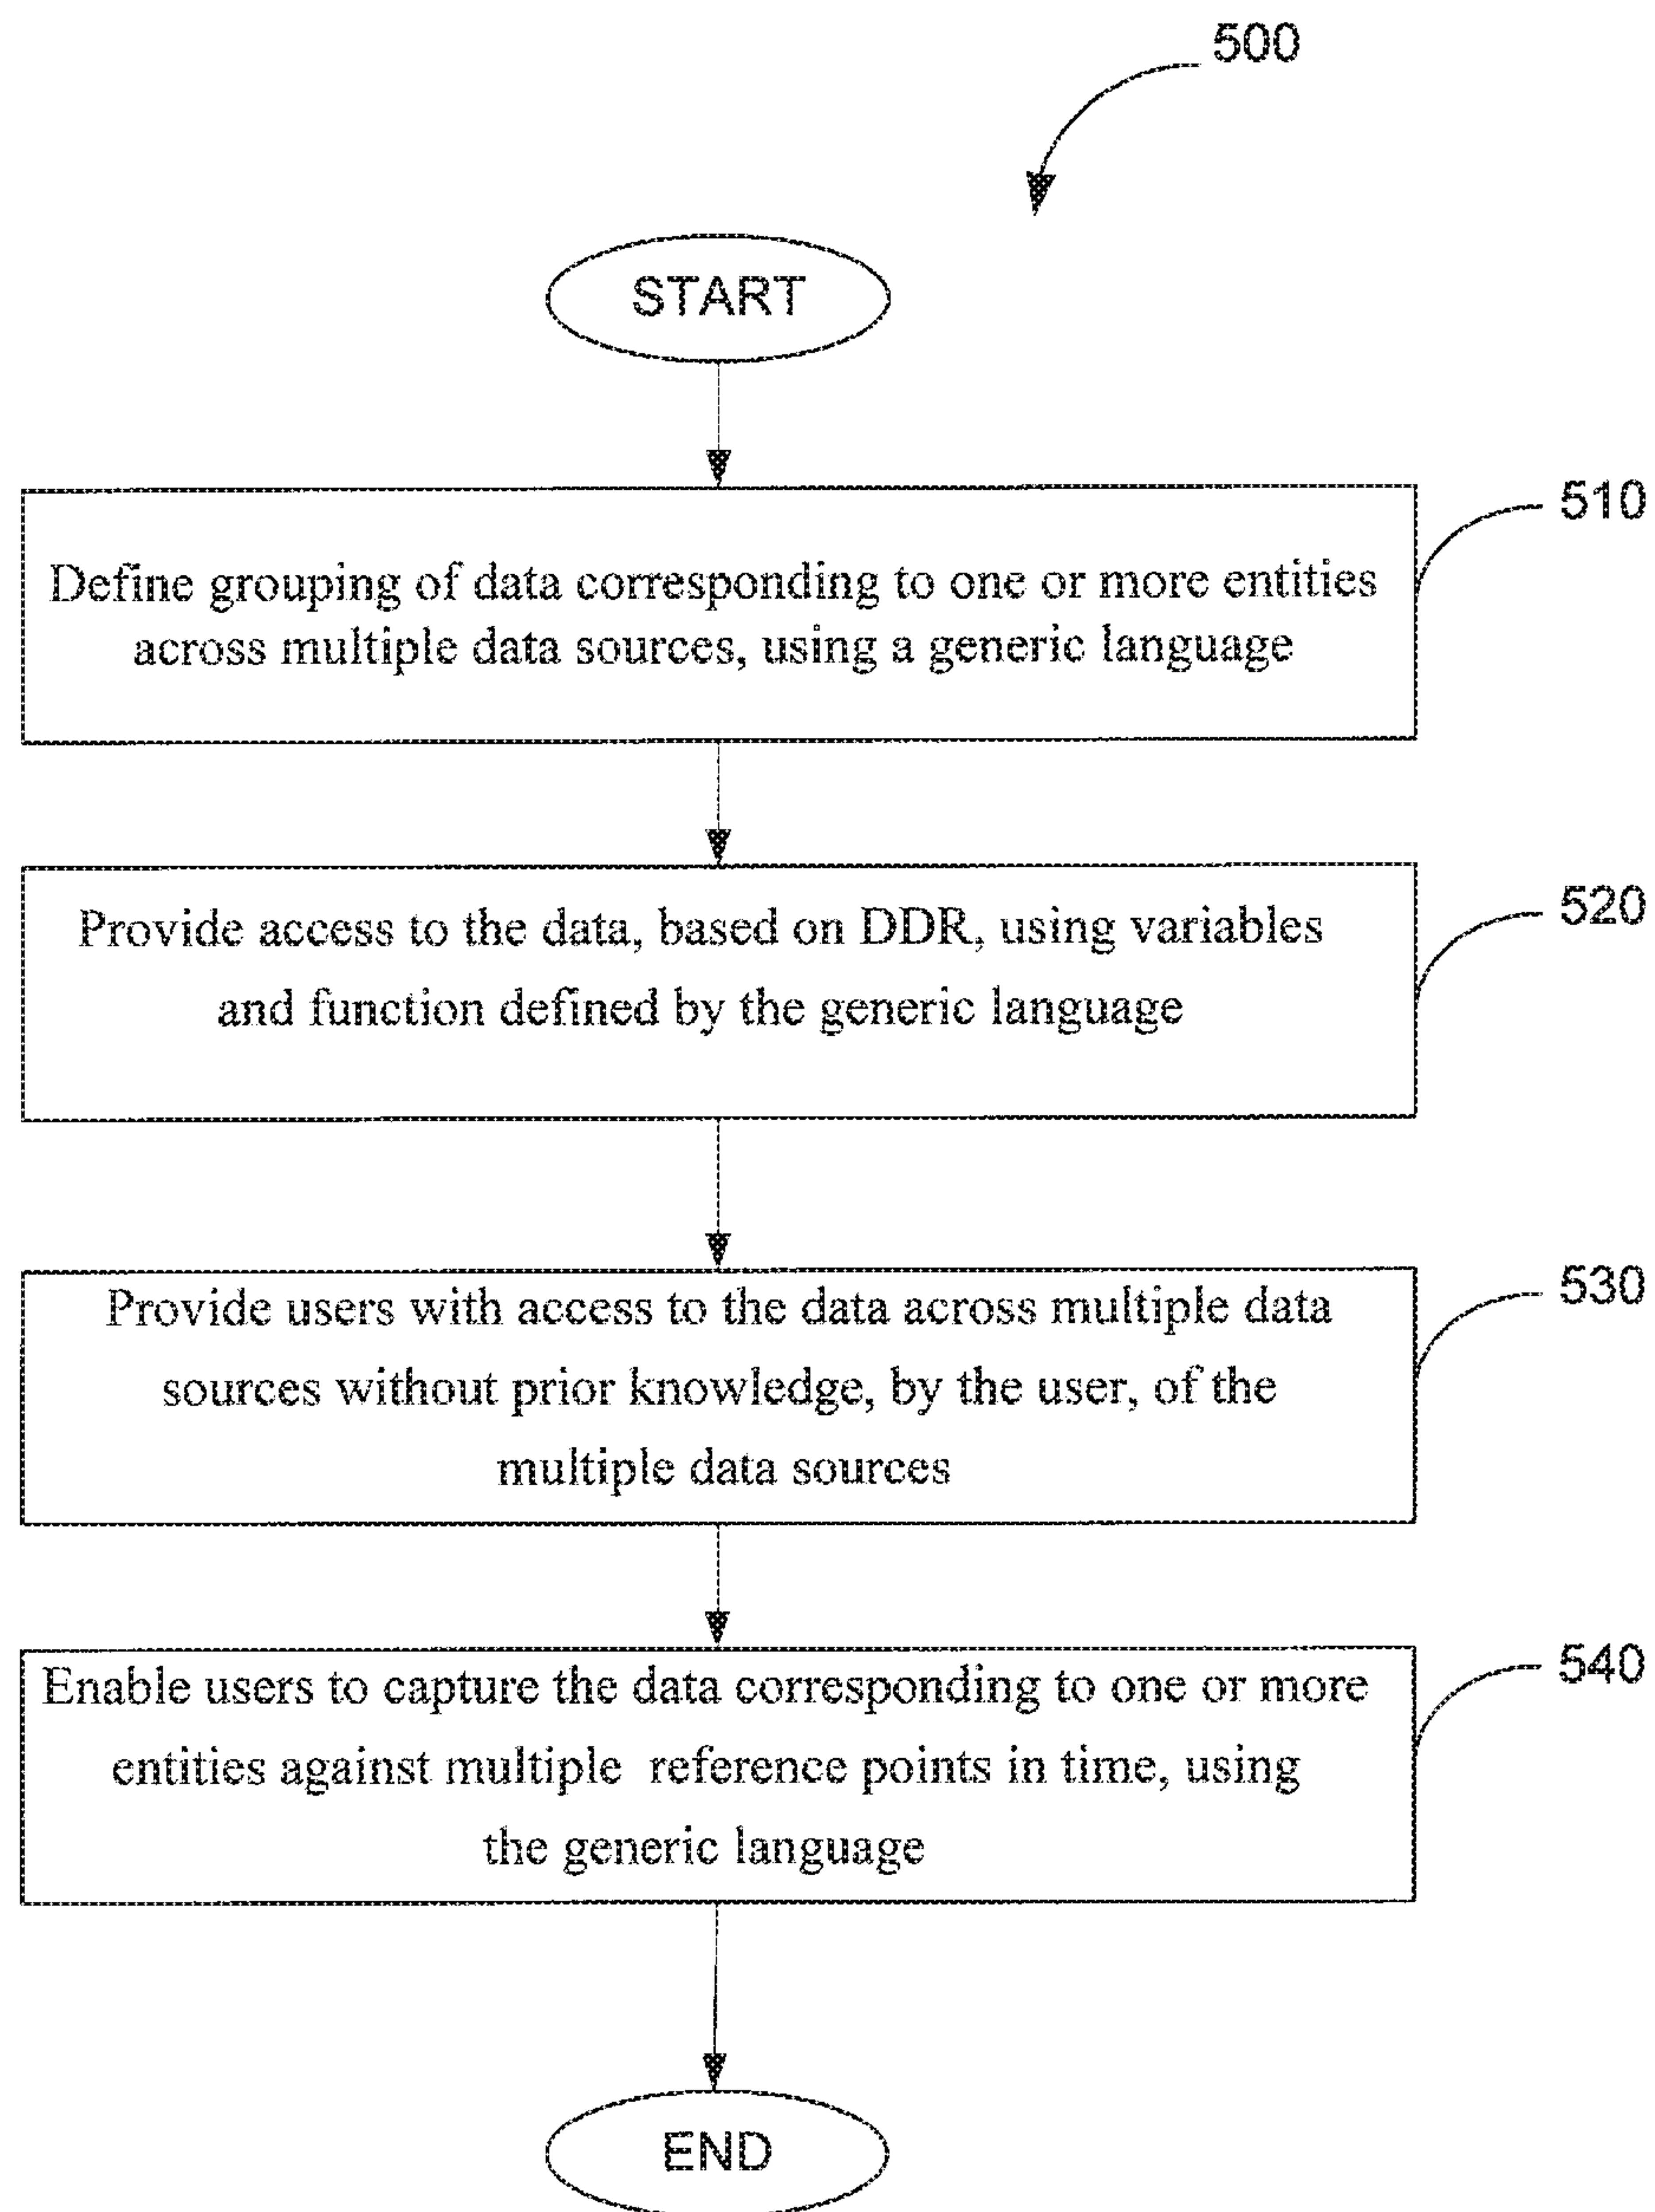 500
START
510
Define grouping of data corresponding to one or more entities
across multiple data sources, using a generic language
520
Provide access to the data, based on DDR, using variables
and function defined by the generic language
530
Provide users with access to the data across multiple data
sources without prior knowledge, by the user, of the
multiple data sources
540
Enable users to capture the data corresponding to one or more
entities against multiple reference points in time, using
the generic language
END